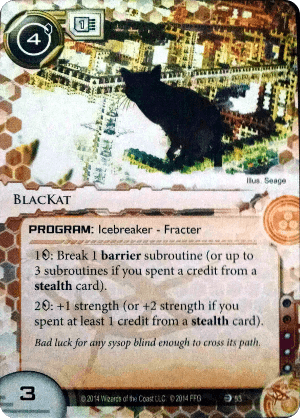 4
1
Illus. Seage
BlacKat
PROGRAM: Icebreaker - Fracter
1: Break 1 barrier subroutine (or up to
3 subroutines if you spent a credit from a
stealth card).
2: +1 strength (or +2 strength if you
spent at least 1 credit from a stealth card).
Bad luck for any sysop blind enough to cross its path.
3
© 2014 Wizards of the Coast LLC. © 2014 FFG